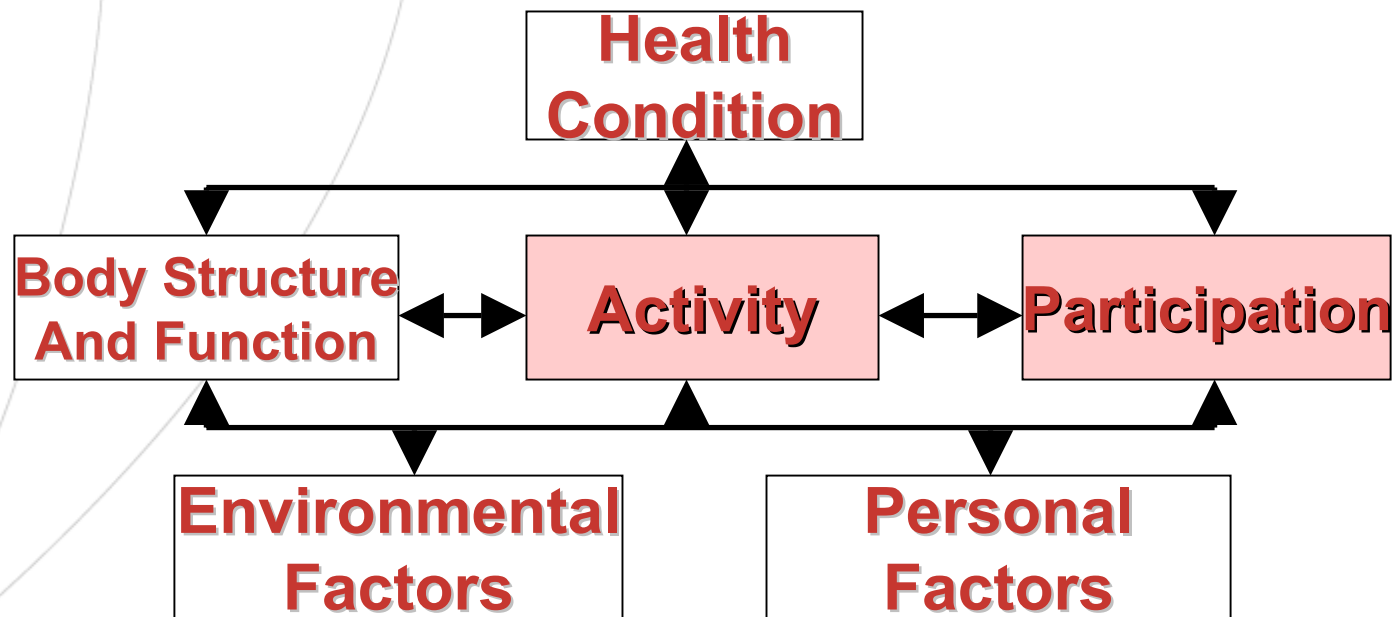 Health
Condition
Body Structure
And Function
Activity
Participation
Environmental
Factors
Personal
Factors